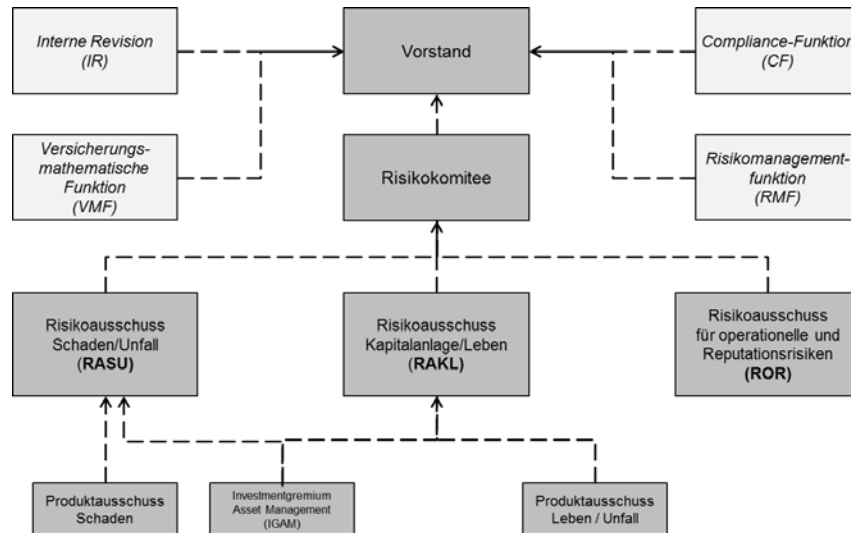 Interne Revision
(IR)
Vorstand
Compliance-Funktion
(CF)
Versicherungs-
mathematische
Funktion
(VMF)
Risikokomitee
Risikomanagement-
funktion
(RMF)
Risikoausschuss
Schaden/Unfall
(RASU)
Risikoausschuss
Kapitalanlage/Leben
(RAKL)
Risikoausschuss
für operationelle und
Reputationsrisiken
(ROR)
Produktausschuss
Schaden
Investmentgremium
Asset Management
(IGAM)
Produktausschuss
Leben / Unfall